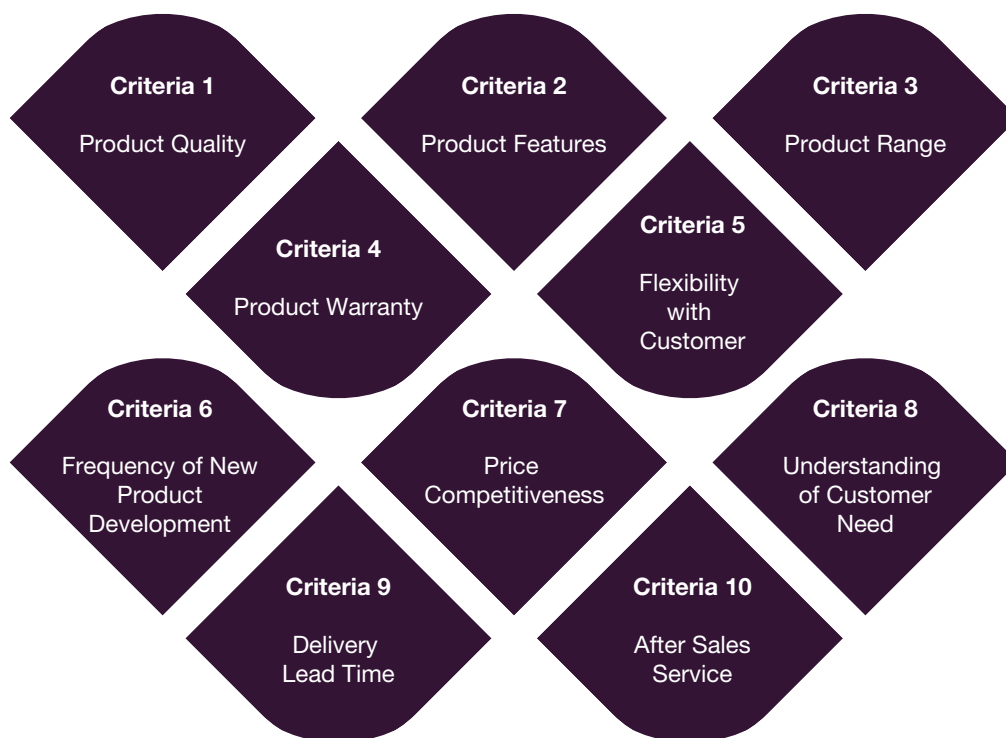 Criteria 1
Product Quality
Criteria 2
Product Features
Criteria 3
Product Range
Criteria 4
Product Warranty
Criteria 5
Flexibility
with
Customer
Criteria 6
Frequency of New
Product
Development
Criteria 7
Price
Competitiveness
Criteria 8
Understanding
of Customer
Need
Criteria 9
Delivery
Lead Time
Criteria 10
After Sales
Service